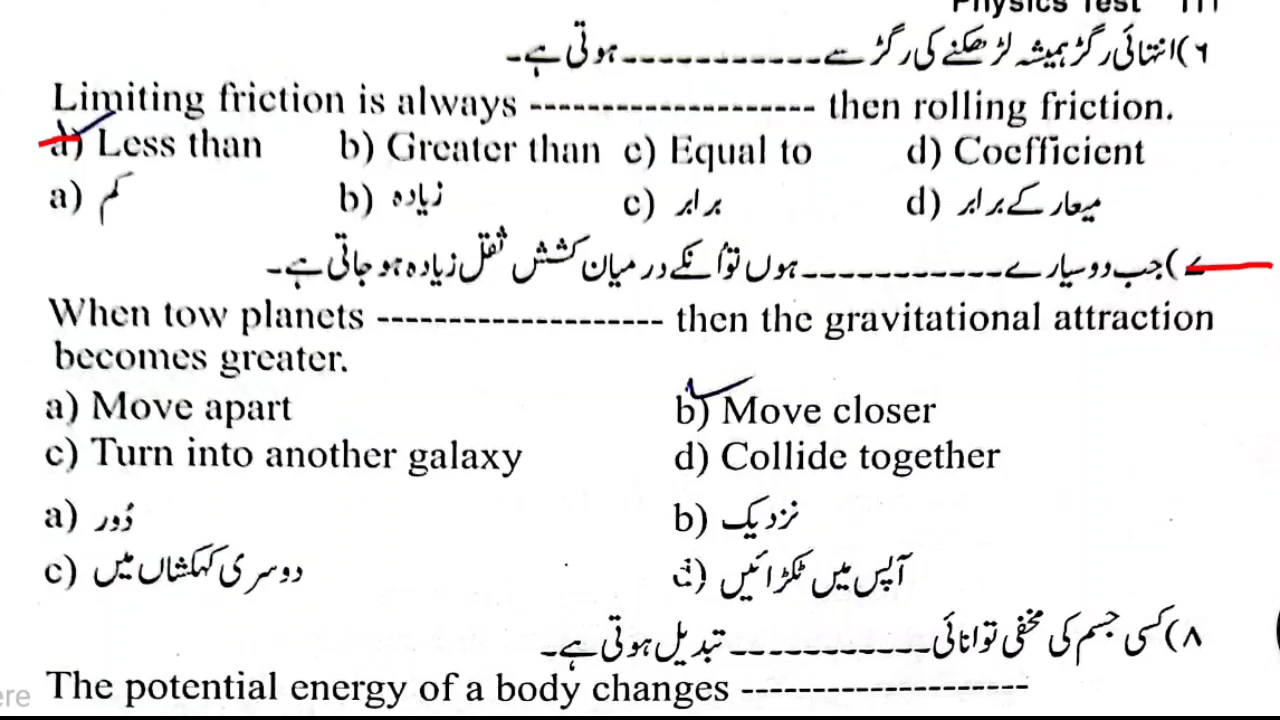 Physics Test
۶) انتہائی رگڑ ہمیشہ لڑھکنے کی رگڑ سے ------------ ہوتی ہے۔
Limiting friction is always -------------------- then rolling friction.
a) Less than b) Greater than c) Equal to d) Coefficient
a) کم b) زیادہ c) برابر d) میعار کے برابر
۷) جب دو سیارے ------------ ہوں تو اُنکے درمیان کشش ثقل زیادہ ہو جاتی ہے۔
When tow planets -------------------- then the gravitational attraction
becomes greater.
a) Move apart b) Move closer
c) Turn into another galaxy d) Collide together
a) دُور b) نزدیک
c) دوسری کہکشاں میں d) آپس میں ٹکڑائیں
۸) کسی جسم کی مخفی توانائی ------------ تبدیل ہوتی ہے۔
The potential energy of a body changes --------------------